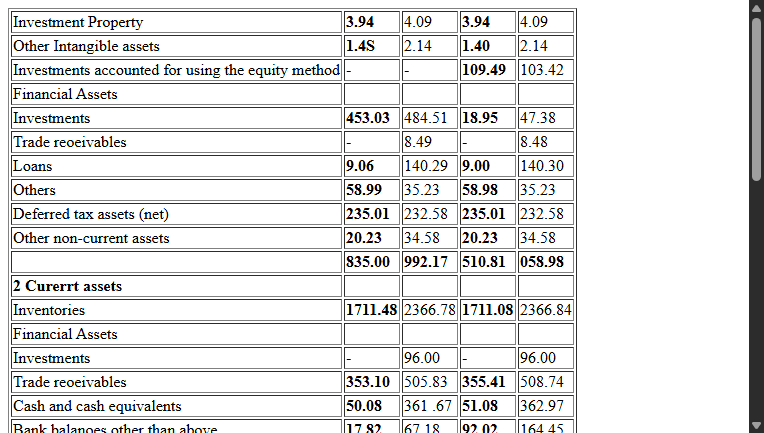 Investment Property 3.94 4.09 3.94 4.09
Other Intangible assets 1.4S 2.14 1.40 2.14
Investments accounted for using the equity method - - 109.49 103.42
Financial Assets
Investments 453.03 484.51 18.95 47.38
Trade reoeivables - 8.49 - 8.48
Loans 9.06 140.29 9.00 140.30
Others 58.99 35.23 58.98 35.23
Deferred tax assets (net) 235.01 232.58 235.01 232.58
Other non-current assets 20.23 34.58 20.23 34.58
835.00 992.17 510.81 058.98
2 Curerrt assets
Inventories 1711.48 2366.78 1711.08 2366.84
Financial Assets
Investments - 96.00 - 96.00
Trade reoeivables 353.10 505.83 355.41 508.74
Cash and cash equivalents 50.08 361 .67 51.08 362.97
Bank balanoes other than above 17.82 67.18 92.02 164.45